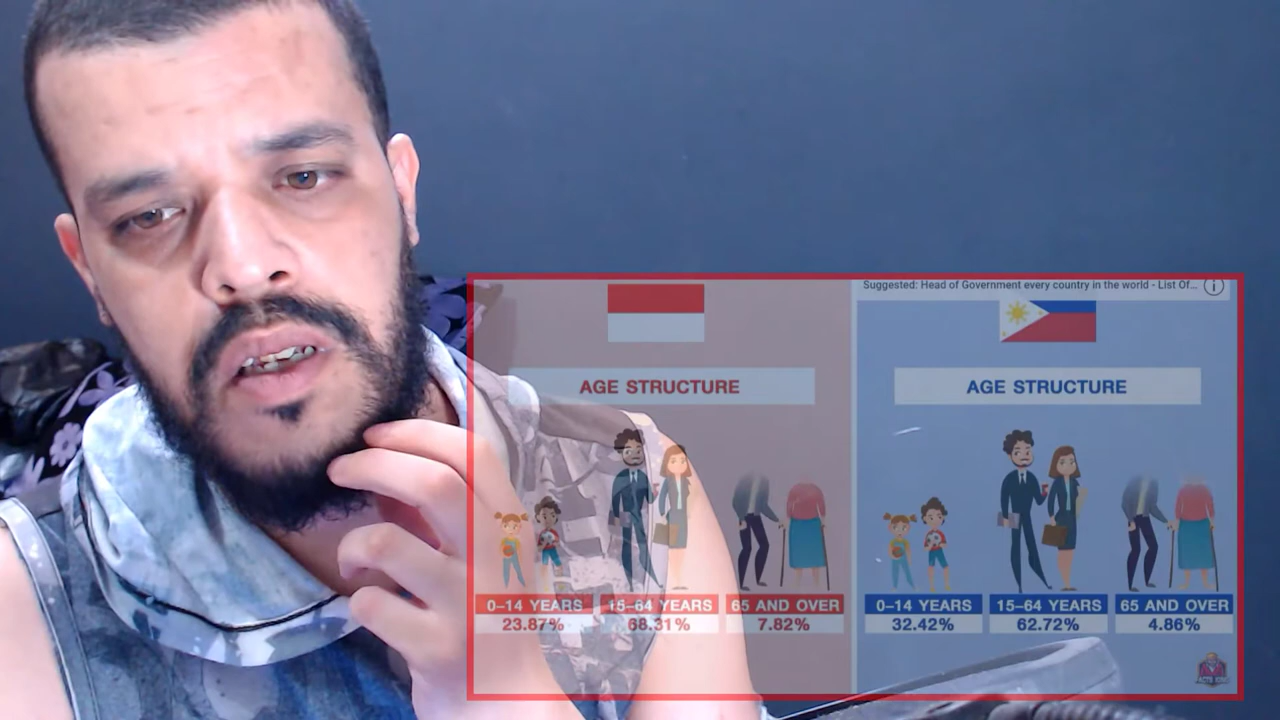 Suggested: Head of Government every country in the world - List Of...
AGE STRUCTURE
0–14 YEARS 15–64 YEARS 65 AND OVER
23.87% 68.31% 7.82%
AGE STRUCTURE
0–14 YEARS 15–64 YEARS 65 AND OVER
32.42% 62.72% 4.86%